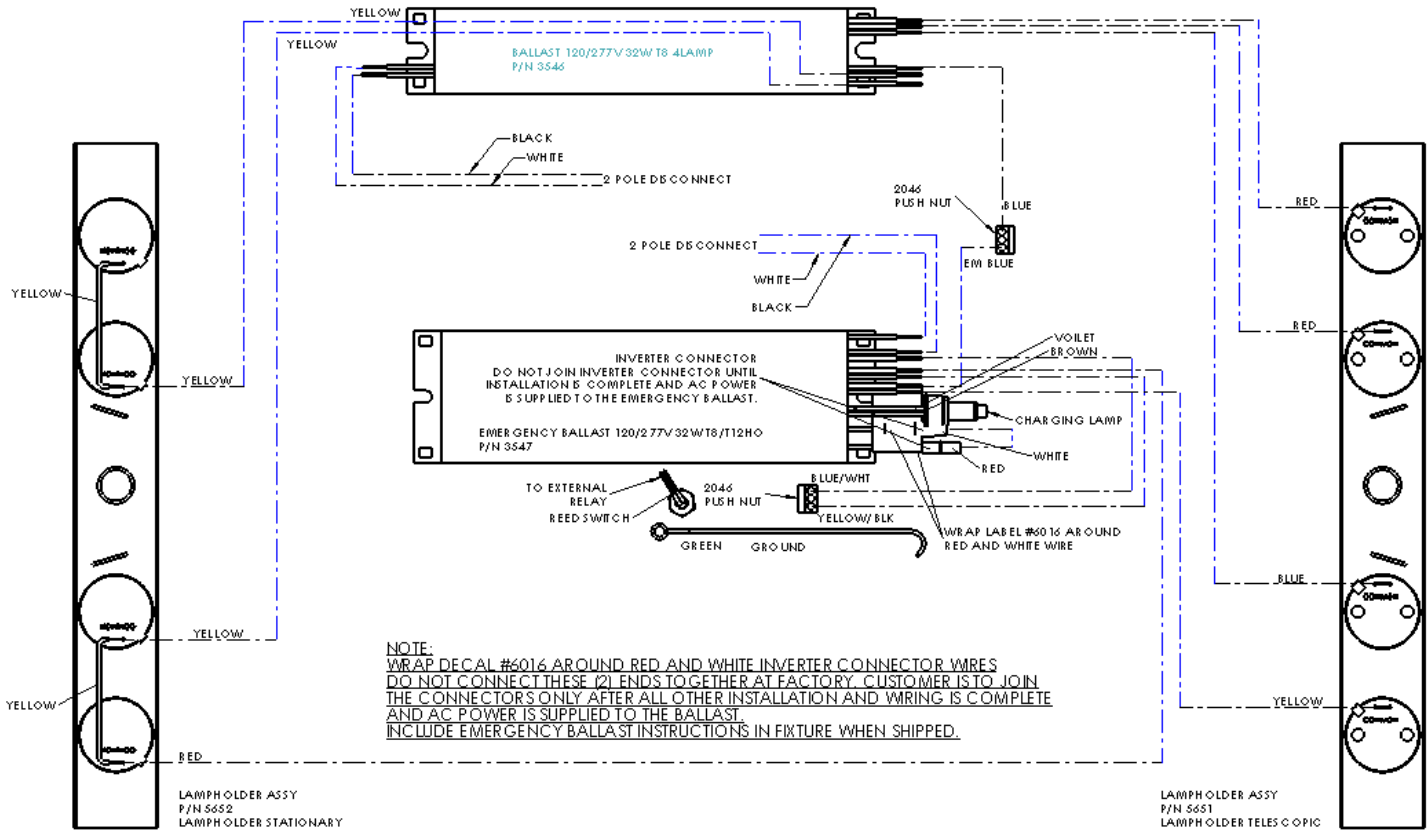 YELLOW
YELLOW
BALLAST 120/277V 32W T8 4LAMP
P/N 3546
BLACK
WHITE
2 POLE DISCONNECT
2046
PUSH NUT
BLUE
RED
2 POLE DISCONNECT
EM BLUE
WHITE
BLACK
YELLOW
RED
VOILET
BROWN
INVERTER CONNECTOR
DO NOT JOIN INVERTER CONNECTOR UNTIL
INSTALLATION IS COMPLETE AND AC POWER
IS SUPPLIED TO THE EMERGENCY BALLAST.
YELLOW
CHARGING LAMP
EMERGENCY BALLAST 120/277V 32WT8/T12HO
P/N 3547
WHITE
RED
TO EXTERNAL
RELAY
REED SWITCH
2046
PUSH NUT
BLUE/WHT
YELLOW/BLK
GREEN
GROUND
WRAP LABEL #6016 AROUND
RED AND WHITE WIRE
BLUE
YELLOW
NOTE:
WRAP DECAL #6016 AROUND RED AND WHITE INVERTER CONNECTOR WIRES
DO NOT CONNECT THESE (2) ENDS TOGETHER AT FACTORY. CUSTOMER IS TO JOIN
THE CONNECTORS ONLY AFTER ALL OTHER INSTALLATION AND WIRING IS COMPLETE
AND AC POWER IS SUPPLIED TO THE BALLAST.
INCLUDE EMERGENCY BALLAST INSTRUCTIONS IN FIXTURE WHEN SHIPPED.
YELLOW
YELLOW
RED
LAMPHOLDER ASSY
P/N 5652
LAMPHOLDER STATIONARY
LAMPHOLDER ASSY
P/N 5651
LAMPHOLDER TELESCOPIC